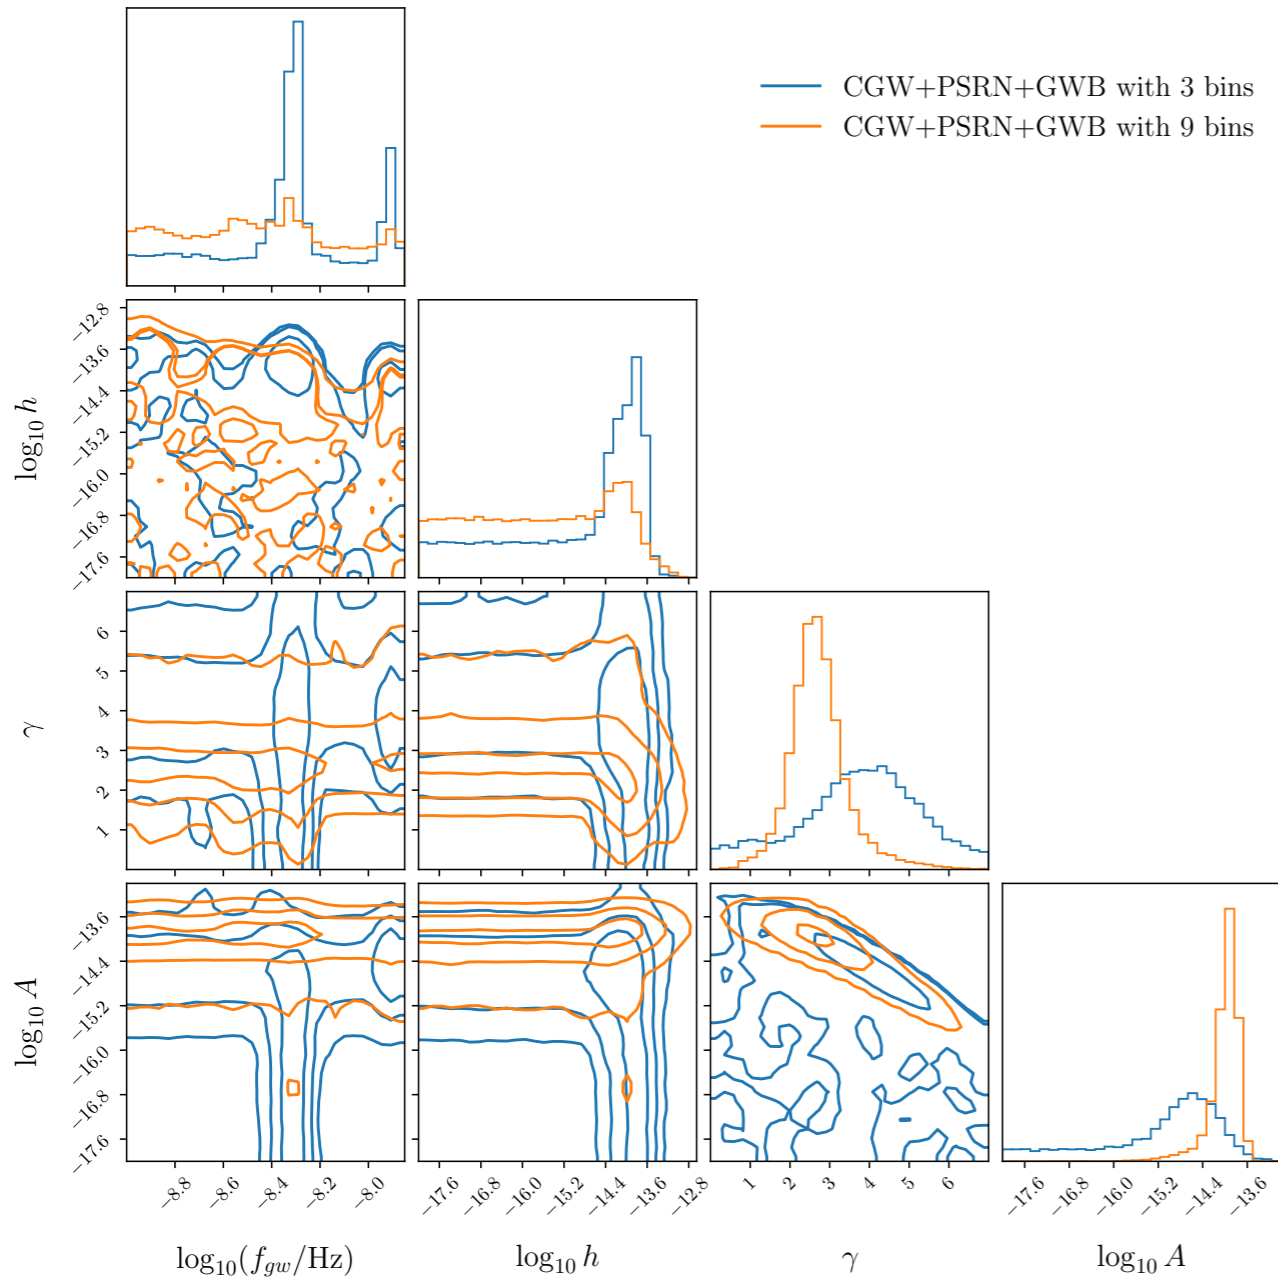 CGW+PSRN+GWB with 3 bins
CGW+PSRN+GWB with 9 bins
log₁₀ h
−12.8
−13.6
−14.4
−15.2
−16.0
−16.8
−17.6
γ
6
5
4
3
2
1
log₁₀ A
−13.6
−14.4
−15.2
−16.0
−16.8
−17.6
−8.8 −8.6 −8.4 −8.2 −8.0
−17.6 −16.8 −16.0 −15.2 −14.4 −13.6 −12.8
1 2 3 4 5 6
−17.6 −16.8 −16.0 −15.2 −14.4 −13.6
log₁₀(f_gw/Hz)
log₁₀ h
γ
log₁₀ A